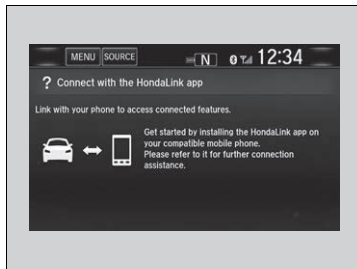 MENU SOURCE N 12:34
? Connect with the HondaLink app
Link with your phone to access connected features.
Get started by installing the HondaLink app on
your compatible mobile phone.
Please refer to it for further connection
assistance.